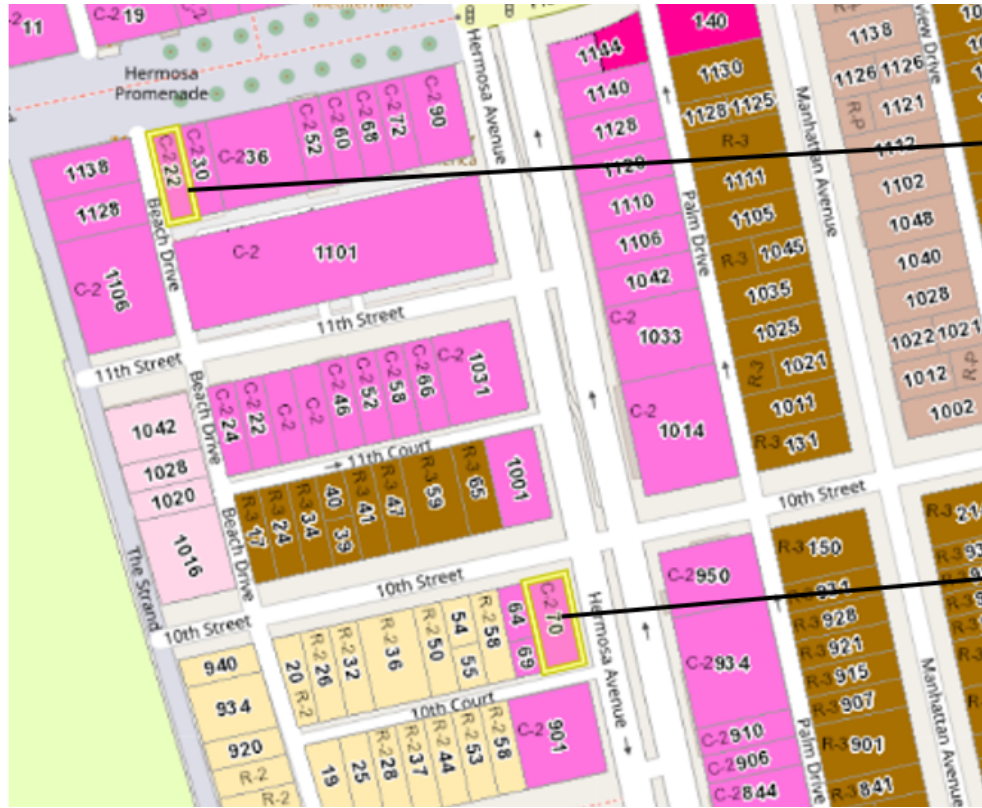 11
C-2 19
Hermosa
Promenade
Hermosa Avenue
1144
140
1140
1130
1128
1128 1125
R-3
1110
1111
1106
1105
1042
R-3 1045
1035
C-2
1033
1025
R-3 1021
C-2
1014
1011
R-3 131
Palm Drive
Manhattan Avenue
1138
1126 1126
R-P
1121
1112
1102
1048
1040
1028
1022 1021
1012 R-P
1002
C-2 22
C-2 30
C-2 36
C-2 52
C-2 60
C-2 68
C-2 72
C-2 90
1138
1128
C-2 1106
Beach Drive
C-2 1101
11th Street
11th Street
1042
1028
1020
1016
Beach Drive
C-2 24
C-2 22
C-2
C-2
C-2 46
C-2 52
C-2 58
C-2 66
C-2 1031
11th Court
R-3 17
R-3 24
R-3 34
40
39
R-3 41
R-3 47
R-3 59
R-3 65
1001
Beach Drive
The Strand
10th Street
10th Street
10th Street
940
934
920
R-2
R-2
20
R-2
R-2 26
R-2 32
R-2 36
R-2 50
54
55
R-2 58
64
69
C-2 70
Hermosa Avenue
10th Court
19
25
R-2 28
R-2 37
R-2 44
R-2 53
R-2 58
C-2 901
C-2 950
C-2 934
C-2 910
C-2 906
C-2 844
R-3 150
931
R-3 928
R-3 921
R-3 915
R-3 907
R-3 901
R-3 841
Palm Drive
Manhattan Avenue
R-3